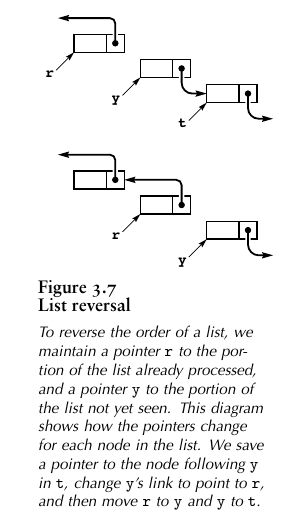 r
y
t
r
y
Figure 3.7
List reversal
To reverse the order of a list, we
maintain a pointer r to the por-
tion of the list already processed,
and a pointer y to the portion of
the list not yet seen. This diagram
shows how the pointers change
for each node in the list. We save
a pointer to the node following y
in t, change y's link to point to r,
and then move r to y and y to t.